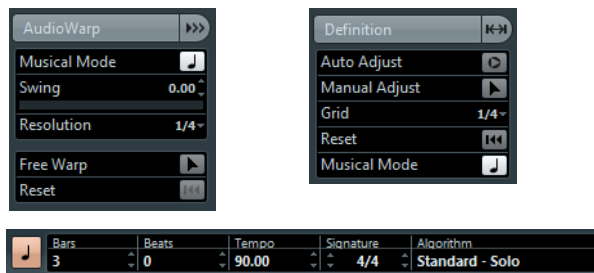 AudioWarp
Musical Mode
Swing 0.00
Resolution 1/4
Free Warp
Reset
Definition
Auto Adjust
Manual Adjust
Grid 1/4
Reset
Musical Mode
Bars Beats Tempo Signature Algorithm
3 0 90.00 4/4 Standard - Solo